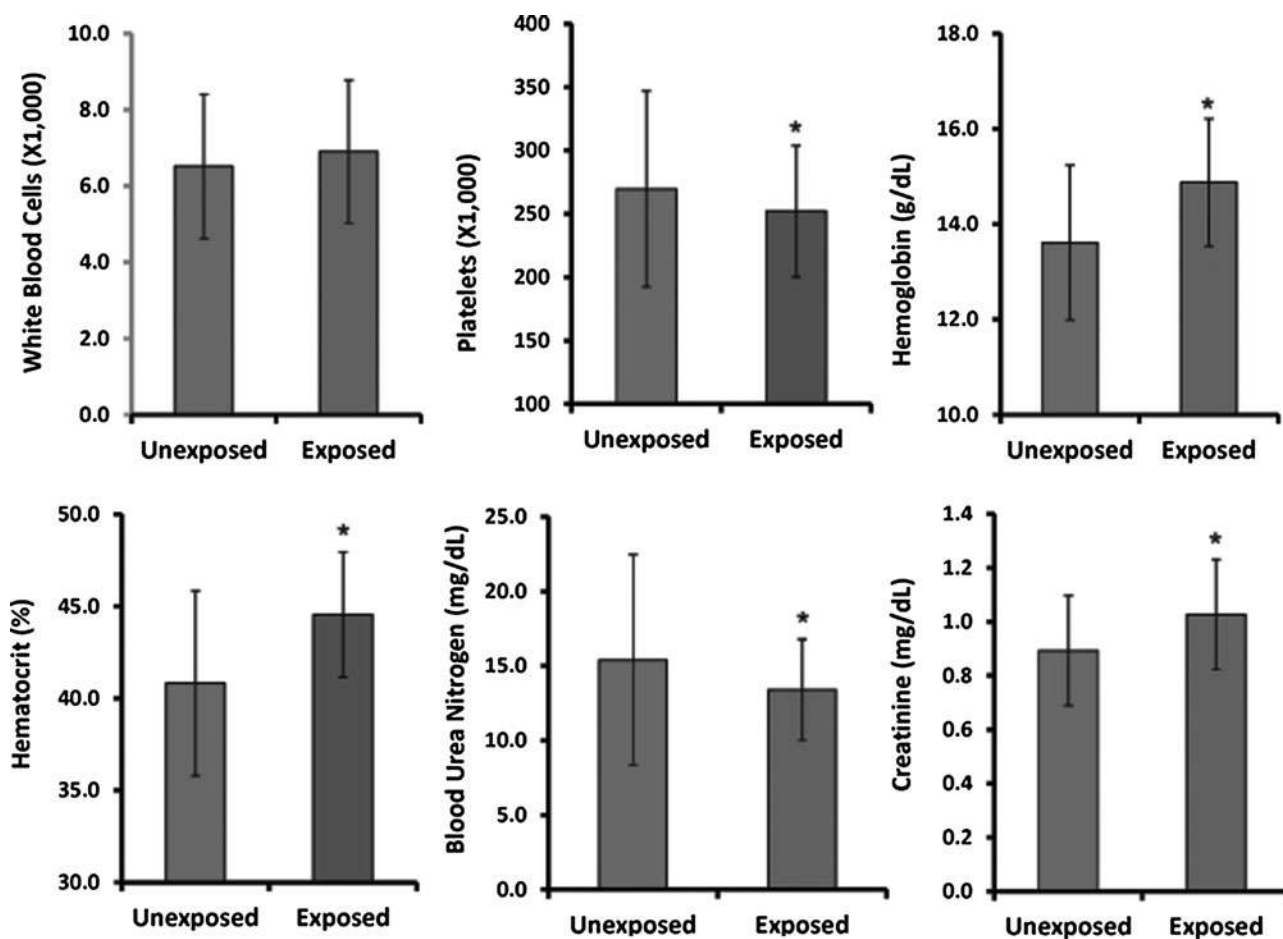 White Blood Cells (X1,000)
10.0
8.0
6.0
4.0
2.0
0.0
Unexposed
Exposed
Platelets (X1,000)
400
350
300
250
200
150
100
*
Unexposed
Exposed
Hemoglobin (g/dL)
18.0
16.0
14.0
12.0
10.0
*
Unexposed
Exposed
Hematocrit (%)
50.0
45.0
40.0
35.0
30.0
*
Unexposed
Exposed
Blood Urea Nitrogen (mg/dL)
25.0
20.0
15.0
10.0
5.0
0.0
*
Unexposed
Exposed
Creatinine (mg/dL)
1.4
1.2
1.0
0.8
0.6
0.4
0.2
0.0
*
Unexposed
Exposed